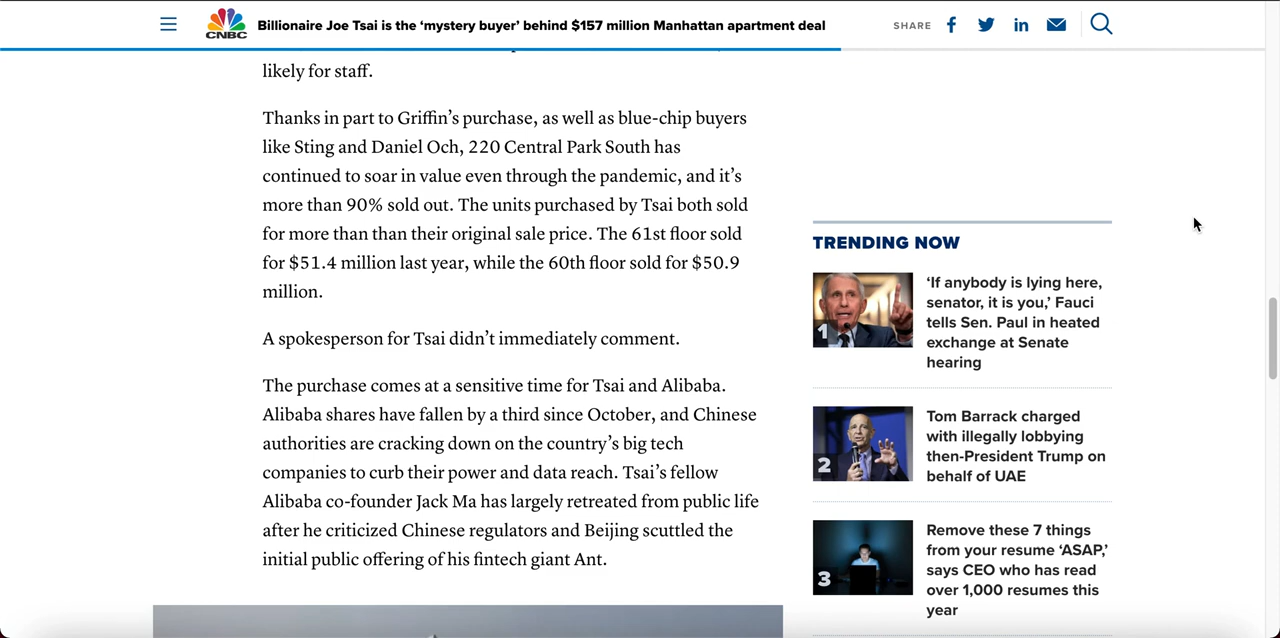 CNBC
Billionaire Joe Tsai is the ‘mystery buyer’ behind $157 million Manhattan apartment deal
SHARE
likely for staff.
Thanks in part to Griffin’s purchase, as well as blue-chip buyers
like Sting and Daniel Och, 220 Central Park South has
continued to soar in value even through the pandemic, and it’s
more than 90% sold out. The units purchased by Tsai both sold
for more than than their original sale price. The 61st floor sold
for $51.4 million last year, while the 60th floor sold for $50.9
million.
A spokesperson for Tsai didn’t immediately comment.
The purchase comes at a sensitive time for Tsai and Alibaba.
Alibaba shares have fallen by a third since October, and Chinese
authorities are cracking down on the country’s big tech
companies to curb their power and data reach. Tsai’s fellow
Alibaba co-founder Jack Ma has largely retreated from public life
after he criticized Chinese regulators and Beijing scuttled the
initial public offering of his fintech giant Ant.
TRENDING NOW
1
‘If anybody is lying here,
senator, it is you,’ Fauci
tells Sen. Paul in heated
exchange at Senate
hearing
2
Tom Barrack charged
with illegally lobbying
then-President Trump on
behalf of UAE
3
Remove these 7 things
from your resume ‘ASAP,’
says CEO who has read
over 1,000 resumes this
year